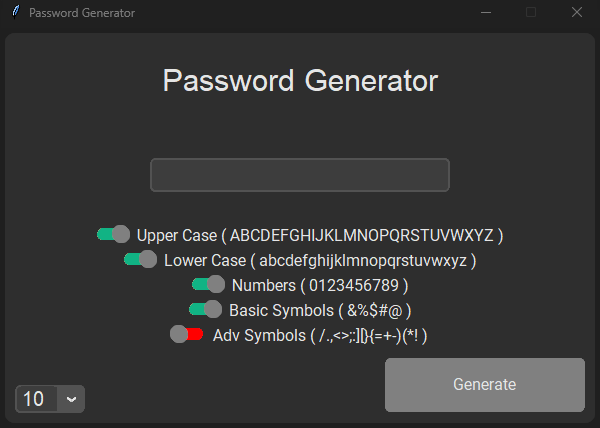 Password Generator
Password Generator
Upper Case ( ABCDEFGHIJKLMNOPQRSTUVWXYZ )
Lower Case ( abcdefghijklmnopqrstuvwxyz )
Numbers ( 0123456789 )
Basic Symbols ( &%$#@ )
Adv Symbols ( /.,<>;:][}{=+-)(*! )
Generate
10